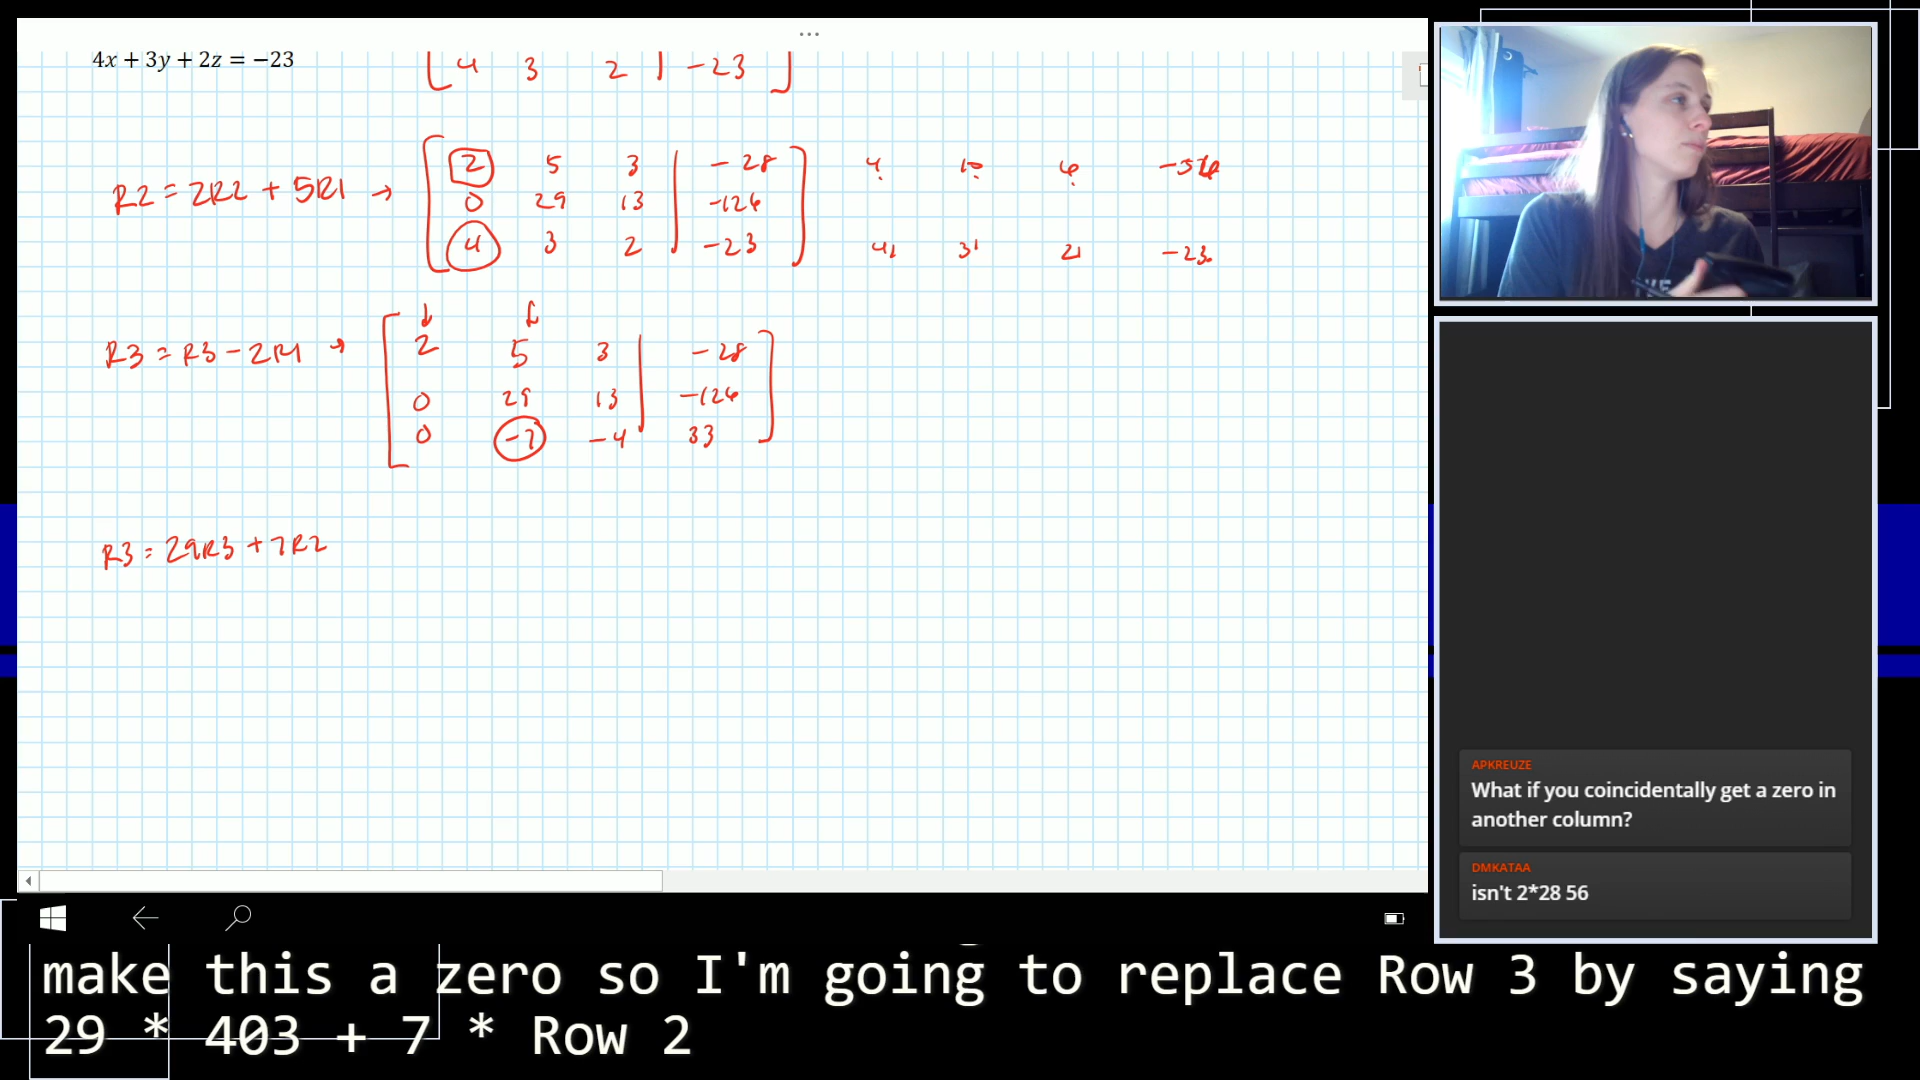 4x + 3y + 2z = −23
4 3 2 | -23
2 5 3 | -28 4 10 6 -56
R2 = 2R2 + 5R1 →
0 29 13 | -126
4 3 2 | -23 4 3 2 -23
R3 = R3 - 2R1 → 2 5 3 | -28
0 29 13 | -126
0 -7 -4 | 33
R3 = 29R3 + 7R2
APKREUZE
What if you coincidentally get a zero in
another column?
DMKATAA
isn't 2*28 56
make this a zero so I'm going to replace Row 3 by saying
29 * 403 + 7 * Row 2